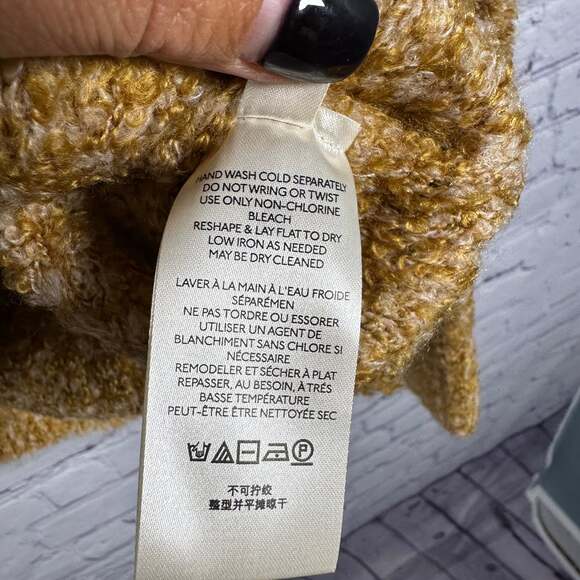 HAND WASH COLD SEPARATELY
DO NOT WRING OR TWIST
USE ONLY NON-CHLORINE
BLEACH
RESHAPE & LAY FLAT TO DRY
LOW IRON AS NEEDED
MAY BE DRY CLEANED
LAVER À LA MAIN À L'EAU FROIDE
SÉPARÉMEN
NE PAS TORDRE OU ESSORER
UTILISER UN AGENT DE
BLANCHIMENT SANS CHLORE SI
NÉCESSAIRE
REMODELER ET SÉCHER À PLAT
REPASSER, AU BESOIN, À TRÉS
BASSE TEMPÉRATURE
PEUT-ÊTRE ÊTRE NETTOYÉE SEC
P
不可拧绞
整型并平摊晾干